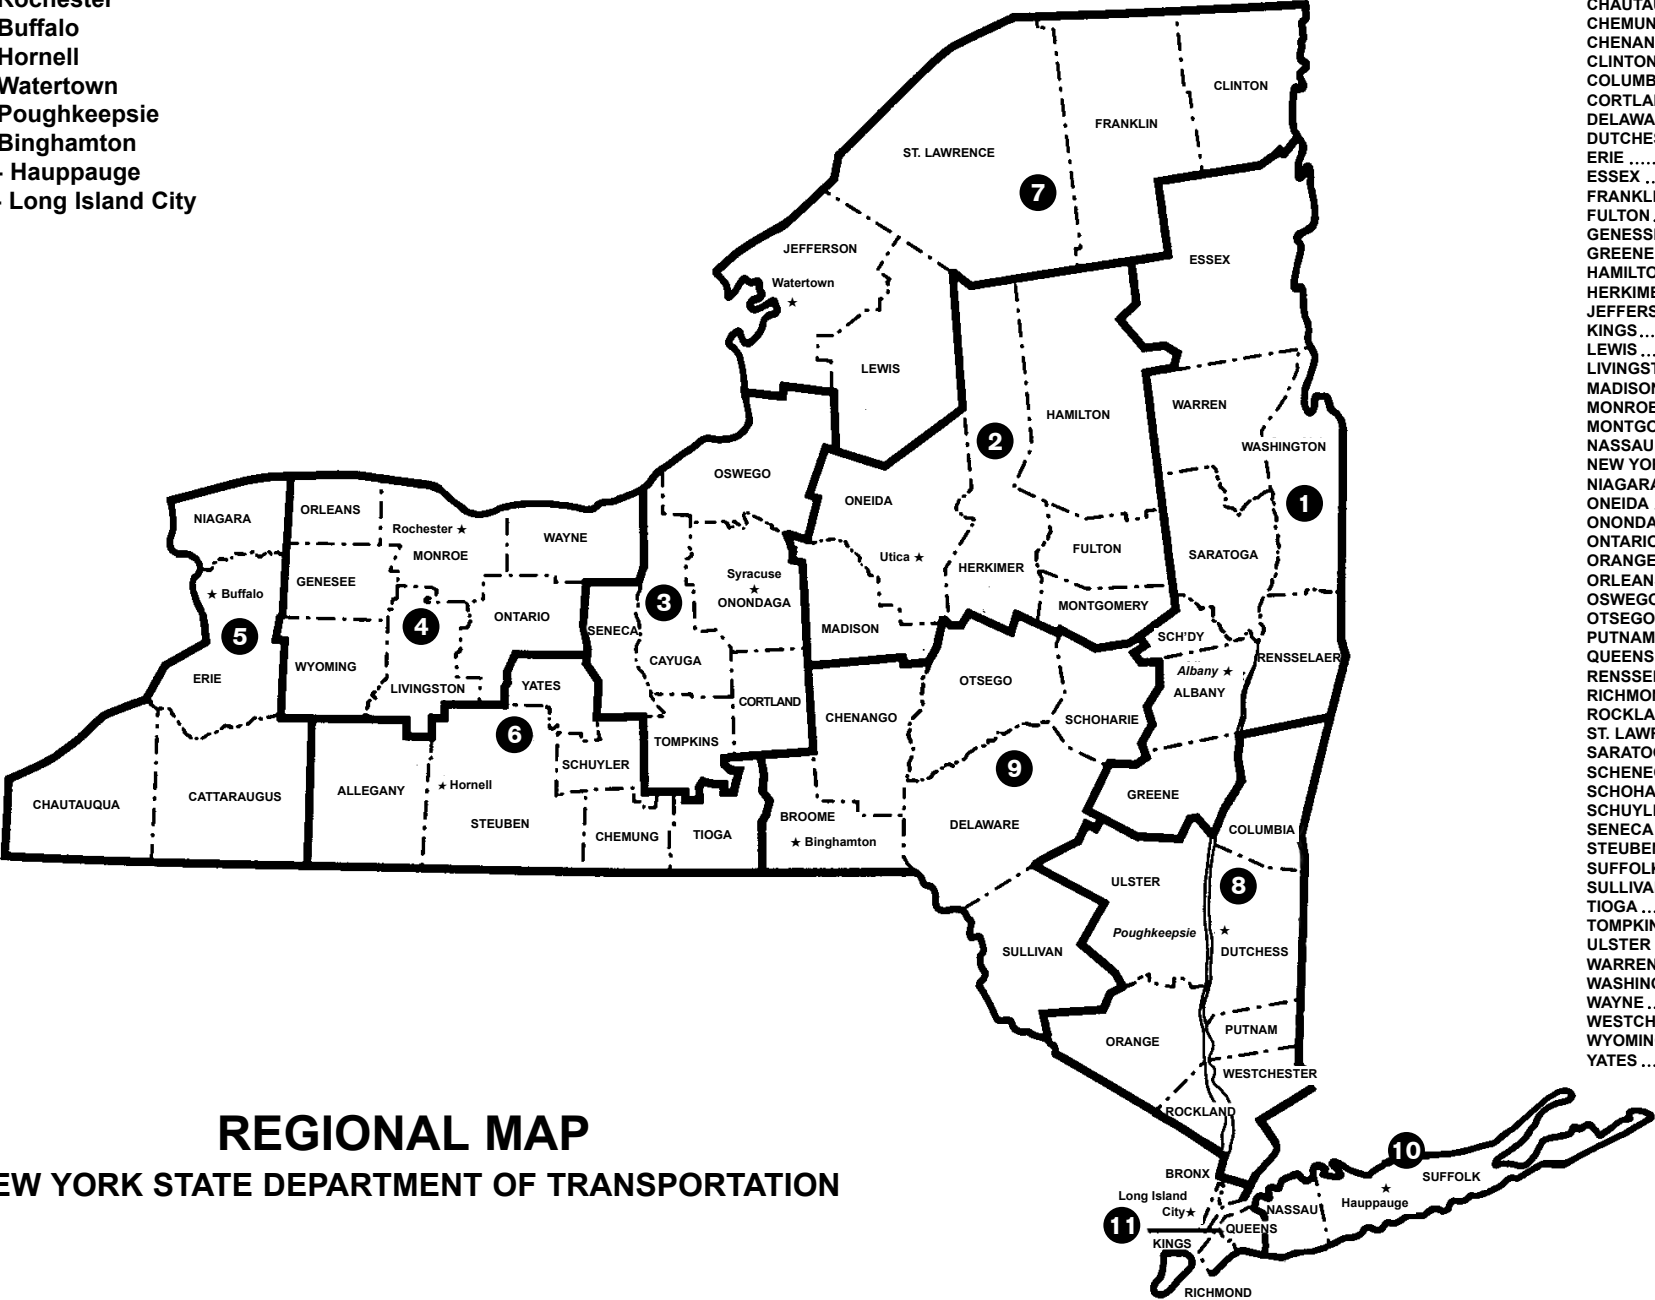 Rochester
Buffalo
Hornell
Watertown
Poughkeepsie
Binghamton
- Hauppauge
- Long Island City
CLINTON
FRANKLIN
ST. LAWRENCE
7
JEFFERSON
ESSEX
Watertown
LEWIS
HAMILTON
WARREN
2
WASHINGTON
OSWEGO
ONEIDA
1
ORLEANS
NIAGARA
Rochester
WAYNE
MONROE
Utica
FULTON
SARATOGA
HERKIMER
Syracuse
GENESEE
Buffalo
3
ONONDAGA
MONTGOMERY
ONTARIO
4
SENECA
MADISON
5
SCH'DY
RENSSELAER
CAYUGA
WYOMING
Albany
ERIE
OTSEGO
YATES
LIVINGSTON
ALBANY
CORTLAND
CHENANGO
SCHOHARIE
6
TOMPKINS
SCHUYLER
9
Hornell
ALLEGANY
CATTARAUGUS
CHAUTAUQUA
GREENE
BROOME
STEUBEN
DELAWARE
COLUMBIA
CHEMUNG
TIOGA
Binghamton
ULSTER
8
Poughkeepsie
SULLIVAN
DUTCHESS
PUTNAM
ORANGE
WESTCHESTER
ROCKLAND
10
BRONX
SUFFOLK
Long Island
City
Hauppauge
NASSAU
11
QUEENS
KINGS
RICHMOND
REGIONAL MAP
EW YORK STATE DEPARTMENT OF TRANSPORTATION
CHAUTAU
CHEMUN
CHENAN
CLINTON
COLUMB
CORTLA
DELAWA
DUTCHES
ERIE .....
ESSEX ..
FRANKLI
FULTON .
GENESS
GREENE
HAMILTO
HERKIME
JEFFERS
KINGS ...
LEWIS ...
LIVINGST
MADISON
MONROE
MONTGO
NASSAU
NEW YO
NIAGARA
ONEIDA
ONONDA
ONTARIO
ORANGE
ORLEAN
OSWEGO
OTSEGO
PUTNAM
QUEENS
RENSSE
RICHMO
ROCKLA
ST. LAW
SARATO
SCHENE
SCHOHA
SCHUYL
SENECA
STEUBEN
SUFFOLK
SULLIVA
TIOGA ...
TOMPKIN
ULSTER
WARREN
WASHING
WAYNE ..
WESTCH
WYOMIN
YATES ...